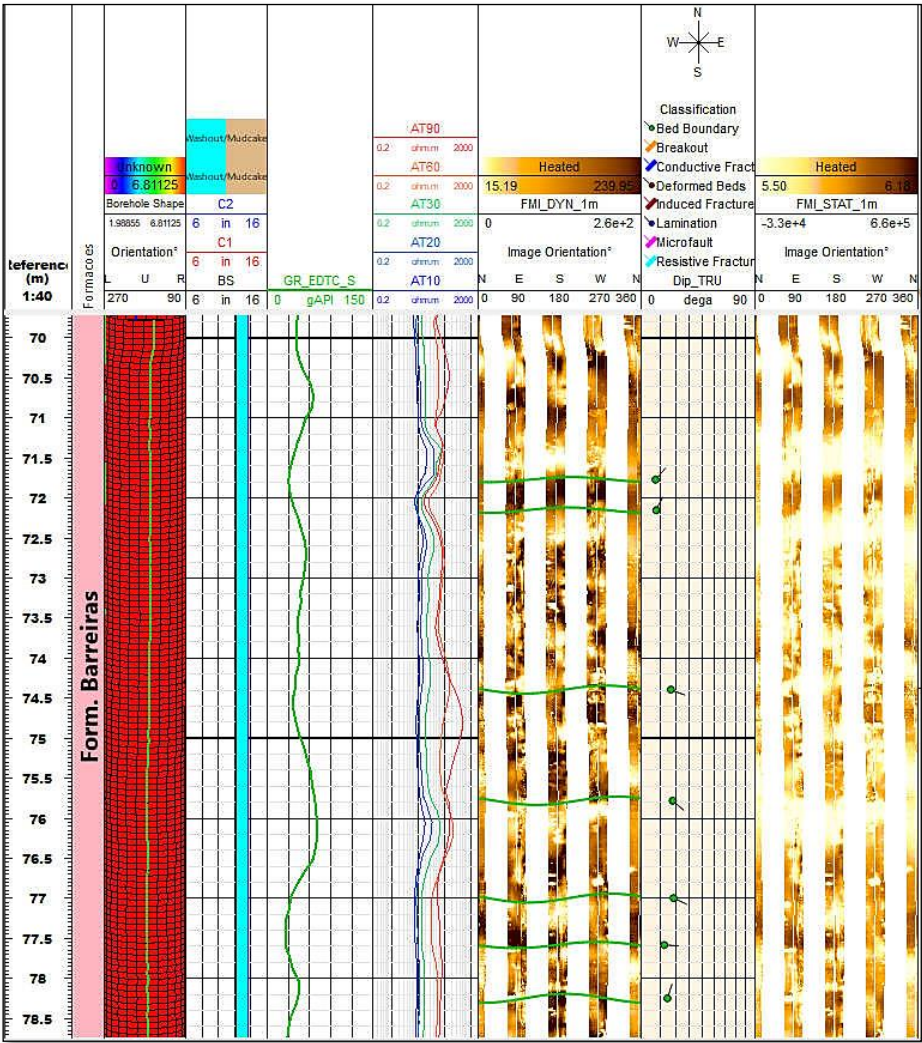 N
W E
S
Classification
Bed Boundary
Breakout
Conductive Fract
Deformed Beds
Induced Fracture
Lamination
Microfault
Resistive Fractur
Dip_TRU
0 dega 90
Reference
(m)
1:40
Formacoes
Unknown
0 6.81125
Borehole Shape
1.98855 6.81125
Orientation°
L U R
270 90
Washout/Mudcake
Washout/Mudcake
C2
6 in 16
C1
6 in 16
BS
6 in 16
GR_EDTC_S
0 gAPI 150
AT90
0.2 ohm.m 2000
AT60
0.2 ohm.m 2000
AT30
0.2 ohm.m 2000
AT20
0.2 ohm.m 2000
AT10
0.2 ohm.m 2000
Heated
15.19 239.95
FMI_DYN_1m
0 2.6e+2
Image Orientation°
N E S W N
0 90 180 270 360
Heated
5.50 6.18
FMI_STAT_1m
-3.3e+4 6.6e+5
Image Orientation°
N E S W N
0 90 180 270 360
Form. Barreiras
70
70.5
71
71.5
72
72.5
73
73.5
74
74.5
75
75.5
76
76.5
77
77.5
78
78.5